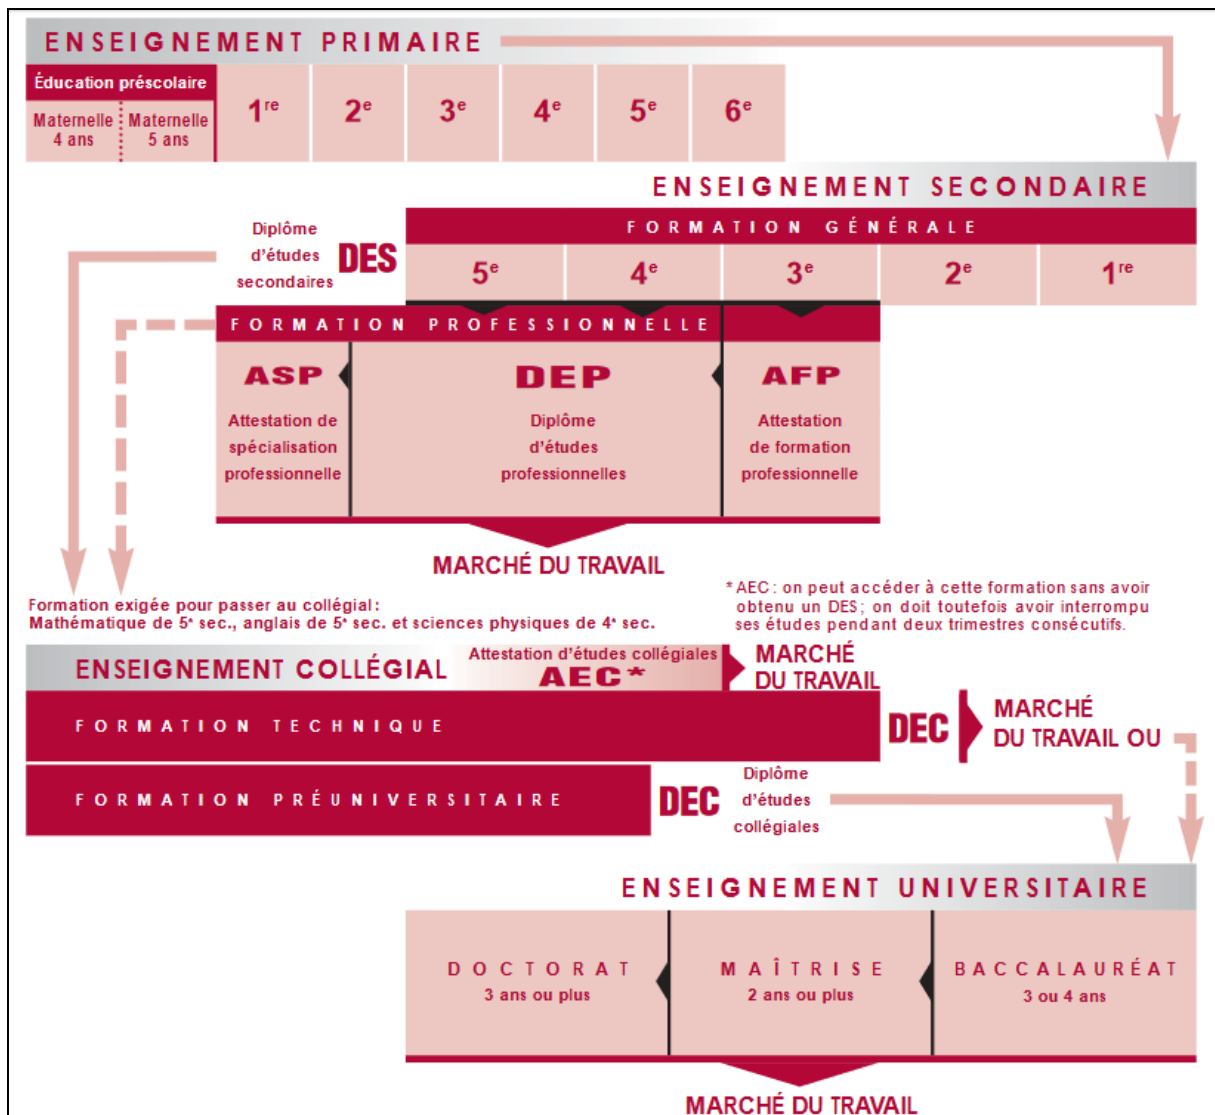 ENSEIGNEMENT PRIMAIRE
Éducation préscolaire
Maternelle 4 ans
Maternelle 5 ans
1re
2e
3e
4e
5e
6e
ENSEIGNEMENT SECONDAIRE
FORMATION GÉNÉRALE
Diplôme
d'études
secondaires
DES
5e
4e
3e
2e
1re
FORMATION PROFESSIONNELLE
ASP
Attestation de
spécialisation
professionnelle
DEP
Diplôme
d'études
professionnelles
AFP
Attestation
de formation
professionnelle
MARCHÉ DU TRAVAIL
Formation exigée pour passer au collégial :
Mathématique de 5e sec., anglais de 5e sec. et sciences physiques de 4e sec.
* AEC : on peut accéder à cette formation sans avoir
obtenu un DES ; on doit toutefois avoir interrompu
ses études pendant deux trimestres consécutifs.
ENSEIGNEMENT COLLÉGIAL
Attestation d'études collégiales
AEC*
MARCHÉ
DU TRAVAIL
FORMATION TECHNIQUE
DEC
MARCHÉ
DU TRAVAIL OU
FORMATION PRÉUNIVERSITAIRE
DEC
Diplôme
d'études
collégiales
ENSEIGNEMENT UNIVERSITAIRE
DOCTORAT
3 ans ou plus
MAÎTRISE
2 ans ou plus
BACCALAURÉAT
3 ou 4 ans
MARCHÉ DU TRAVAIL